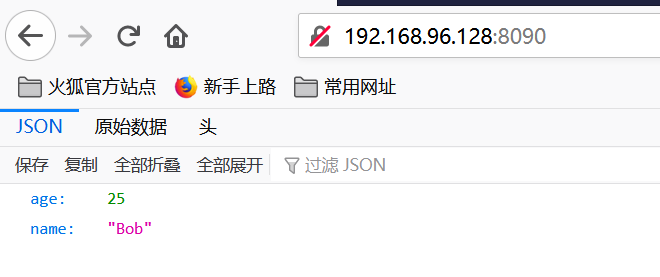 192.168.96.128:8090
火狐官方站点 新手上路 常用网址
JSON 原始数据 头
保存 复制 全部折叠 全部展开 过滤 JSON
age: 25
name: "Bob"